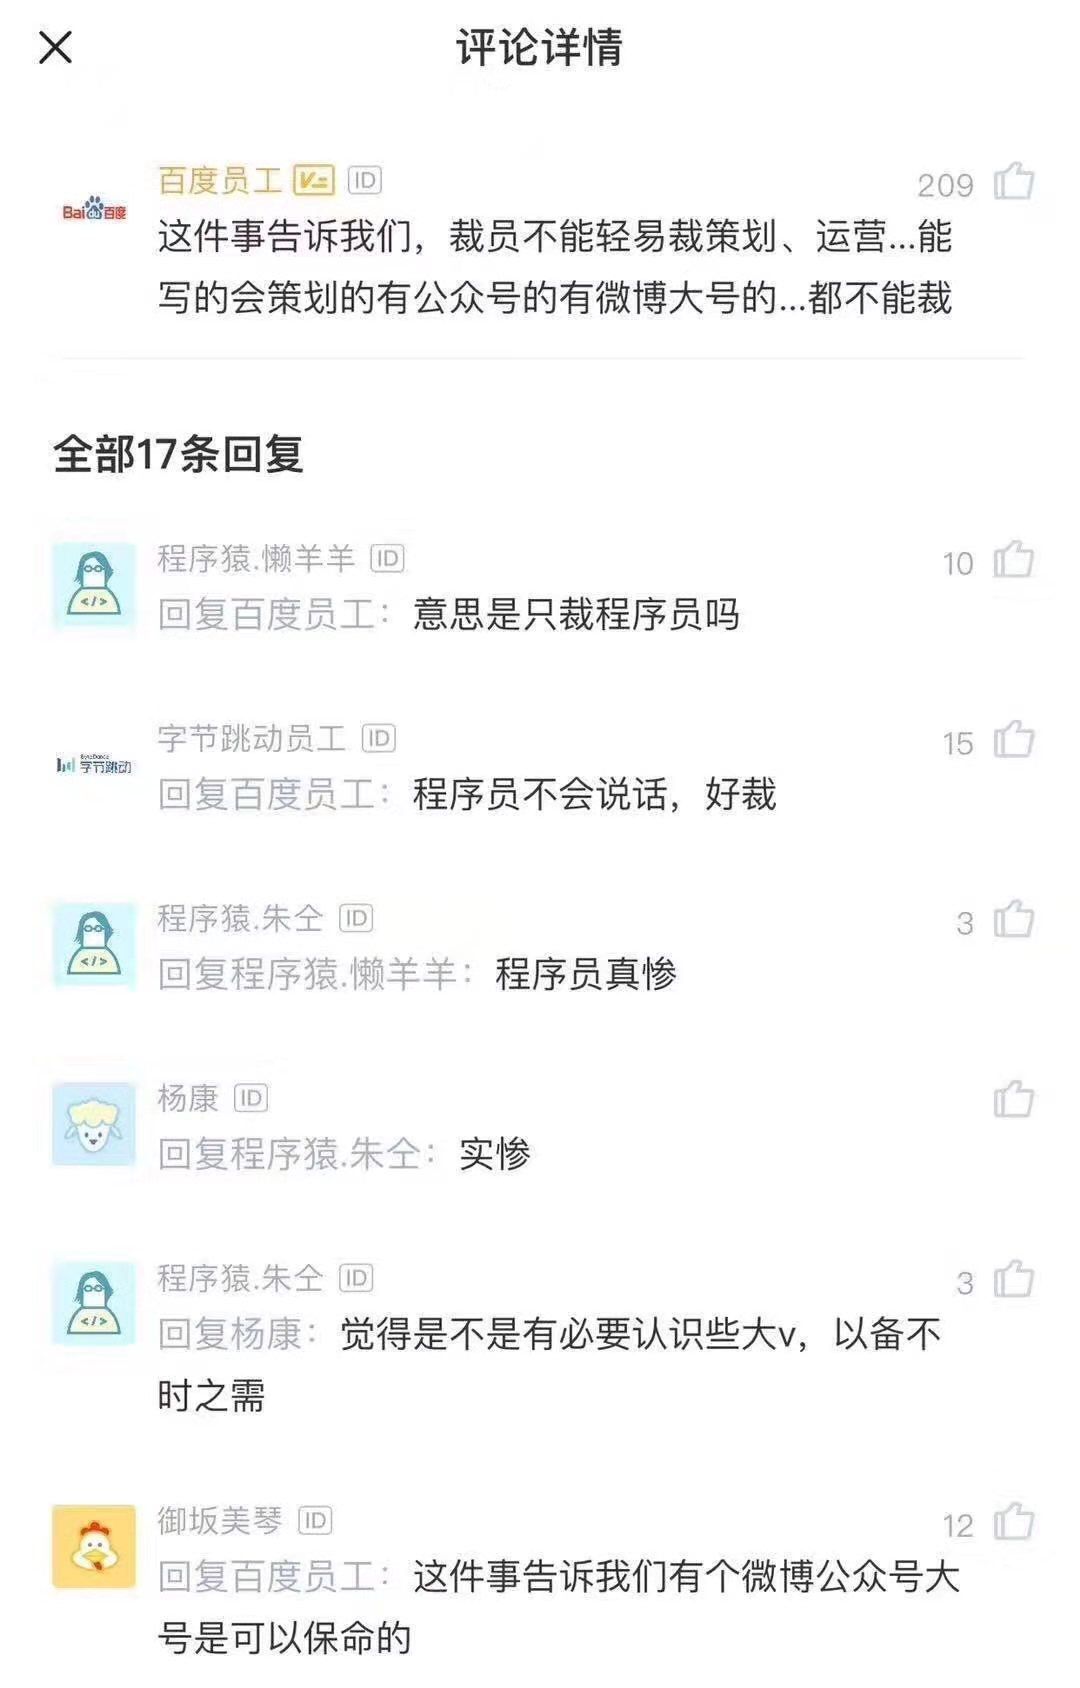 评论详情
百度员工 V= ID
209
Bai du 百度
这件事告诉我们，裁员不能轻易裁策划、运营...能
写的会策划的有公众号的有微博大号的...都不能裁
全部17条回复
程序猿.懒羊羊 ID
10
回复百度员工：意思是只裁程序员吗
</>
字节跳动员工 ID
15
ByteDance
字节跳动
回复百度员工：程序员不会说话，好裁
程序猿.朱仝 ID
3
回复程序猿.懒羊羊：程序员真惨
</>
杨康 ID
回复程序猿.朱仝：实惨
程序猿.朱仝 ID
3
回复杨康：觉得是不是有必要认识些大v，以备不
</>
时之需
御坂美琴 ID
12
回复百度员工：这件事告诉我们有个微博公众号大
号是可以保命的